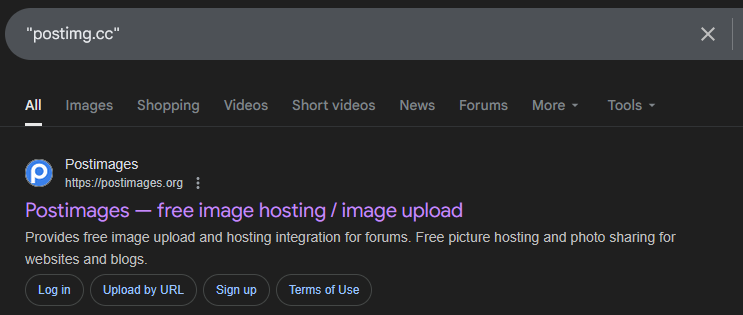 "postimg.cc"
All Images Shopping Videos Short videos News Forums More Tools
Postimages
https://postimages.org
Postimages — free image hosting / image upload
Provides free image upload and hosting integration for forums. Free picture hosting and photo sharing for
websites and blogs.
Log in Upload by URL Sign up Terms of Use